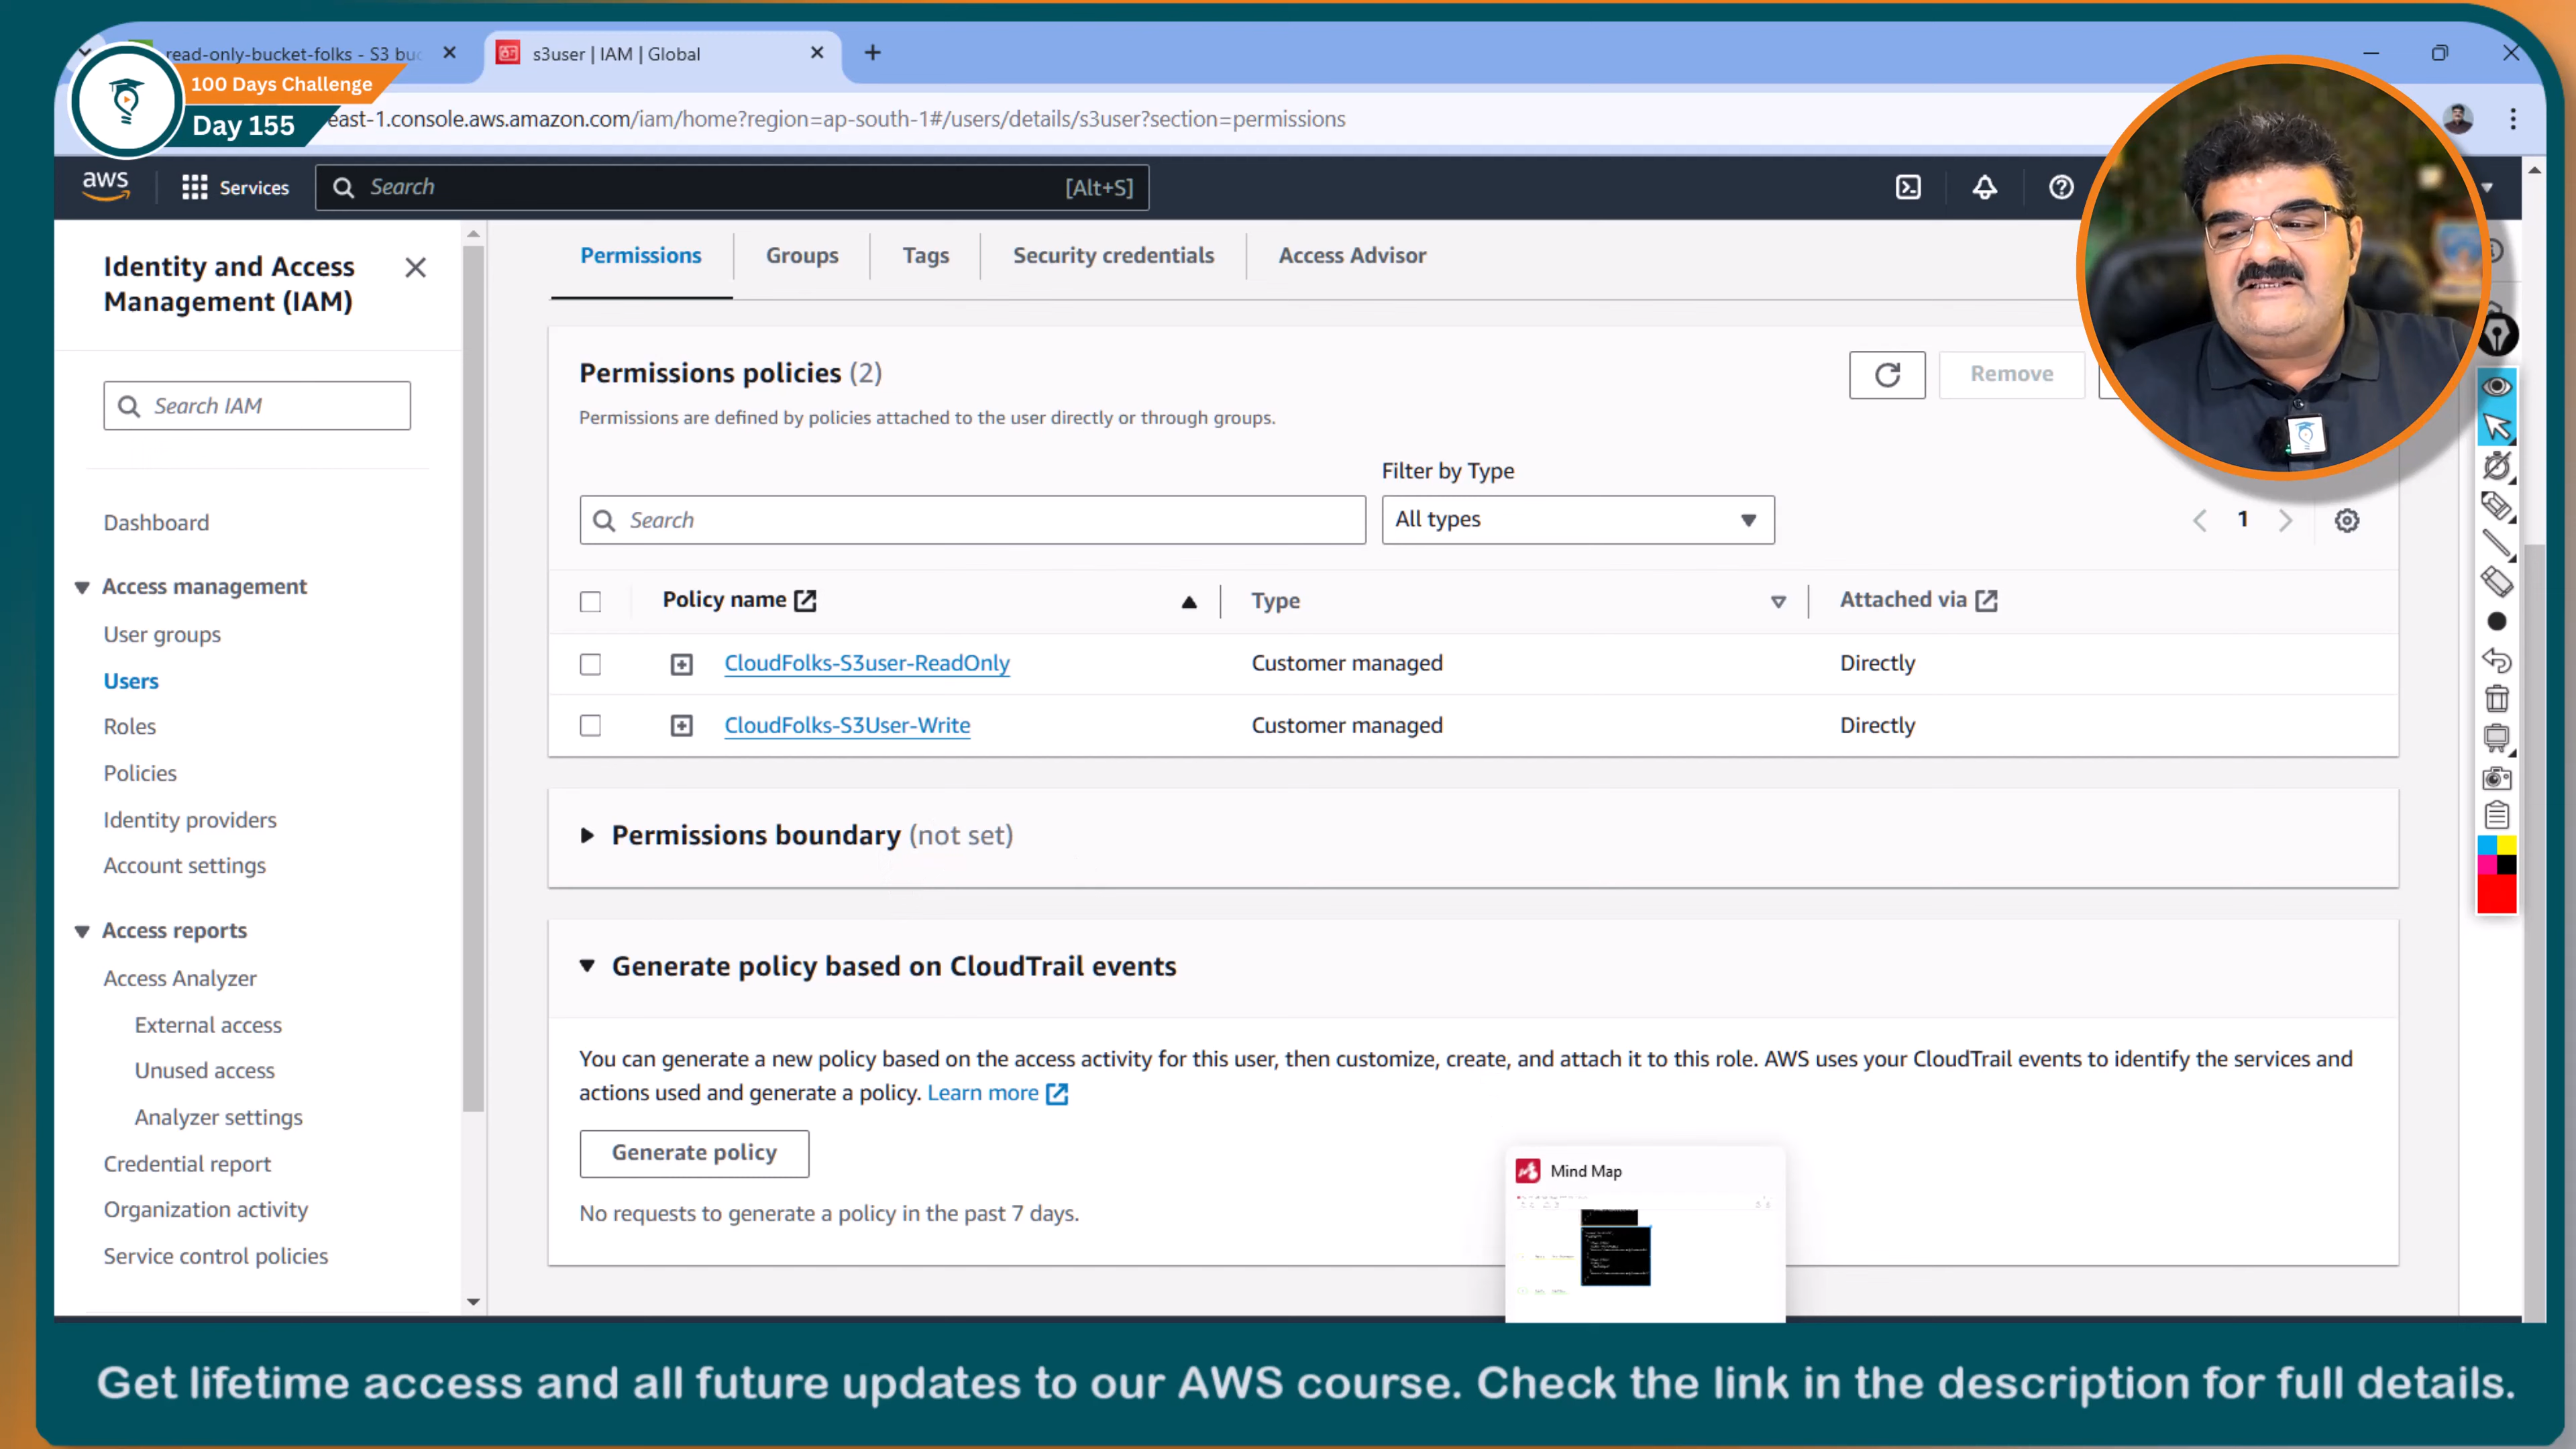 read-only-bucket-folks - S3 buc
s3user | IAM | Global
100 Days Challenge
Day 155
east-1.console.aws.amazon.com/iam/home?region=ap-south-1#/users/details/s3user?section=permissions
aws
Services
Search
[Alt+S]
Identity and Access
Management (IAM)
Search IAM
Dashboard
Access management
User groups
Users
Roles
Policies
Identity providers
Account settings
Access reports
Access Analyzer
External access
Unused access
Analyzer settings
Credential report
Organization activity
Service control policies
Permissions
Groups
Tags
Security credentials
Access Advisor
Permissions policies (2)
Remove
Permissions are defined by policies attached to the user directly or through groups.
Filter by Type
Search
All types
1
Policy name
Type
Attached via
CloudFolks-S3user-ReadOnly
Customer managed
Directly
CloudFolks-S3User-Write
Customer managed
Directly
Permissions boundary (not set)
Generate policy based on CloudTrail events
You can generate a new policy based on the access activity for this user, then customize, create, and attach it to this role. AWS uses your CloudTrail events to identify the services and
actions used and generate a policy. Learn more
Generate policy
No requests to generate a policy in the past 7 days.
Mind Map
Get lifetime access and all future updates to our AWS course. Check the link in the description for full details.